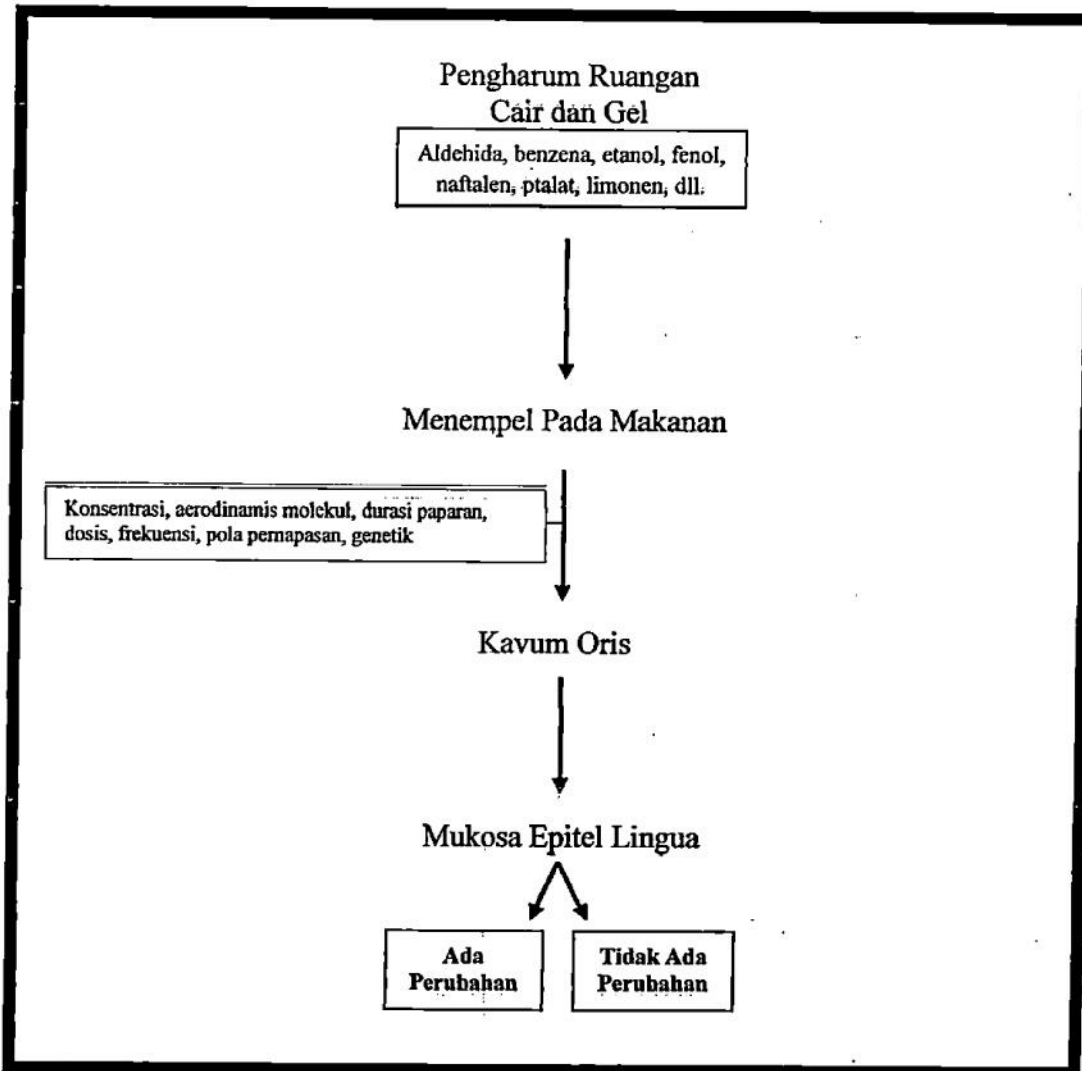 Pengharum Ruangan
Cair dan Gel
Aldehida, benzena, etanol, fenol,
naftalen, ptalat, limonen, dll.
Menempel Pada Makanan
Konsentrasi, aerodinamis molekul, durasi paparan,
dosis, frekuensi, pola pernapasan, genetik
Kavum Oris
Mukosa Epitel Lingua
Ada
Perubahan
Tidak Ada
Perubahan